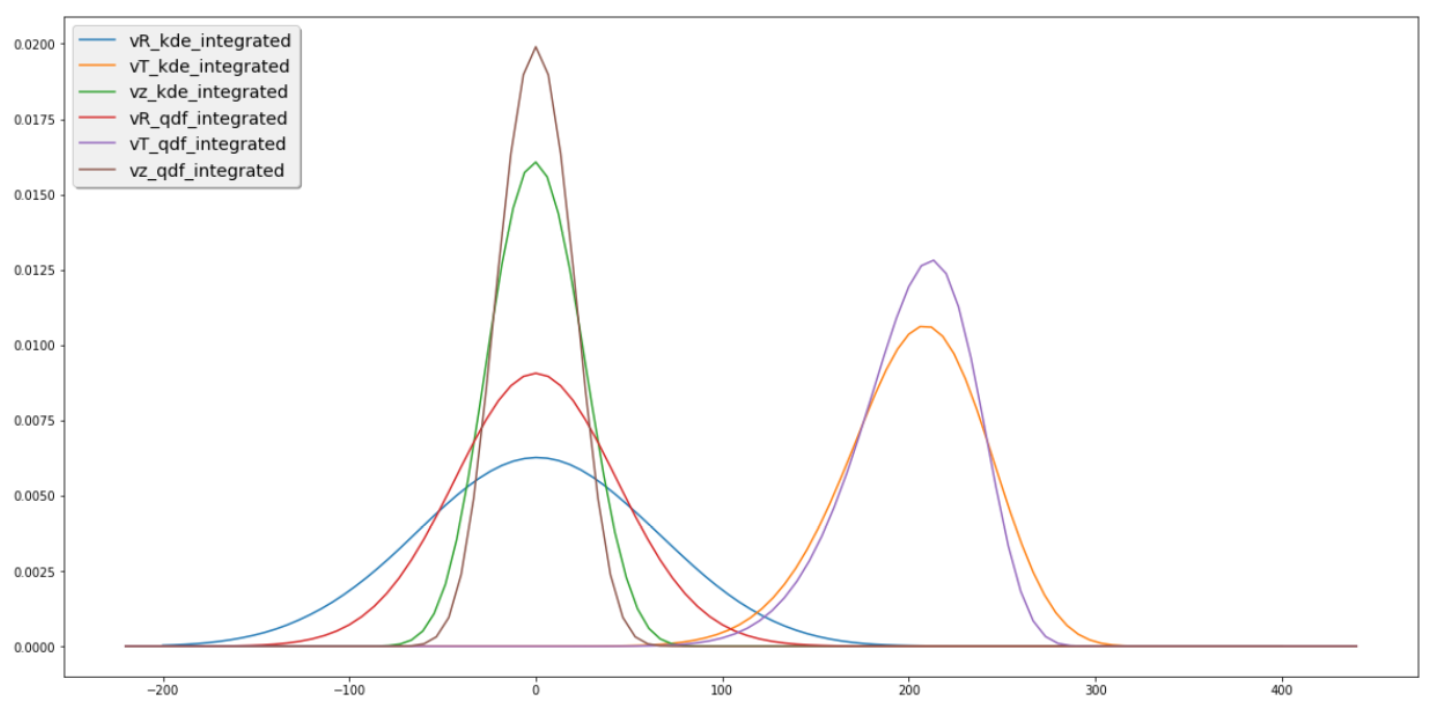 vR_kde_integrated
vT_kde_integrated
vz_kde_integrated
vR_qdf_integrated
vT_qdf_integrated
vz_qdf_integrated
0.0200
0.0175
0.0150
0.0125
0.0100
0.0075
0.0050
0.0025
0.0000
−200 −100 0 100 200 300 400